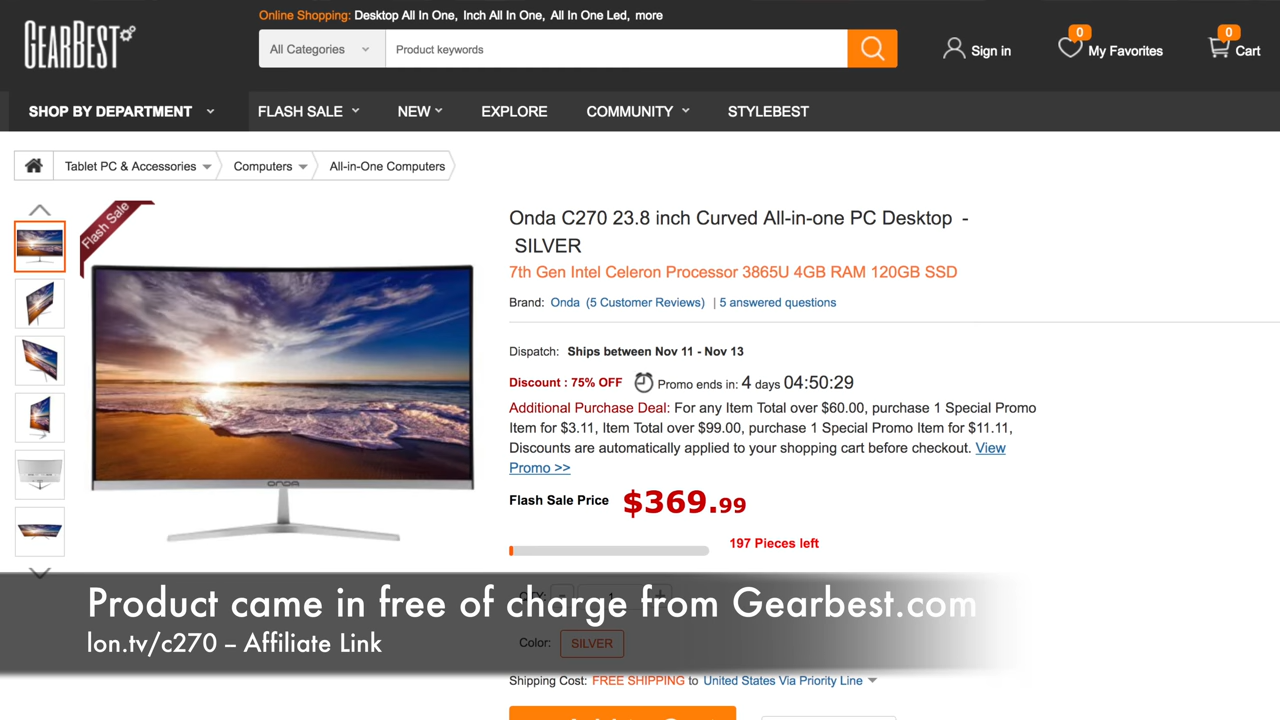 GEARBEST
Online Shopping: Desktop All In One, Inch All In One, All In One Led, more
All Categories
Product keywords
Sign in
0
My Favorites
0
Cart
SHOP BY DEPARTMENT
FLASH SALE
NEW
EXPLORE
COMMUNITY
STYLEBEST
Tablet PC & Accessories
Computers
All-in-One Computers
Flash Sale
ONDA
Onda C270 23.8 inch Curved All-in-one PC Desktop -
SILVER
7th Gen Intel Celeron Processor 3865U 4GB RAM 120GB SSD
Brand: Onda (5 Customer Reviews) | 5 answered questions
Dispatch: Ships between Nov 11 - Nov 13
Discount : 75% OFF Promo ends in: 4 days 04:50:29
Additional Purchase Deal: For any Item Total over $60.00, purchase 1 Special Promo
Item for $3.11, Item Total over $99.00, purchase 1 Special Promo Item for $11.11,
Discounts are automatically applied to your shopping cart before checkout. View
Promo >>
Flash Sale Price $369.99
197 Pieces left
Product came in free of charge from Gearbest.com
lon.tv/c270 – Affiliate Link
Color: SILVER
Shipping Cost: FREE SHIPPING to United States Via Priority Line